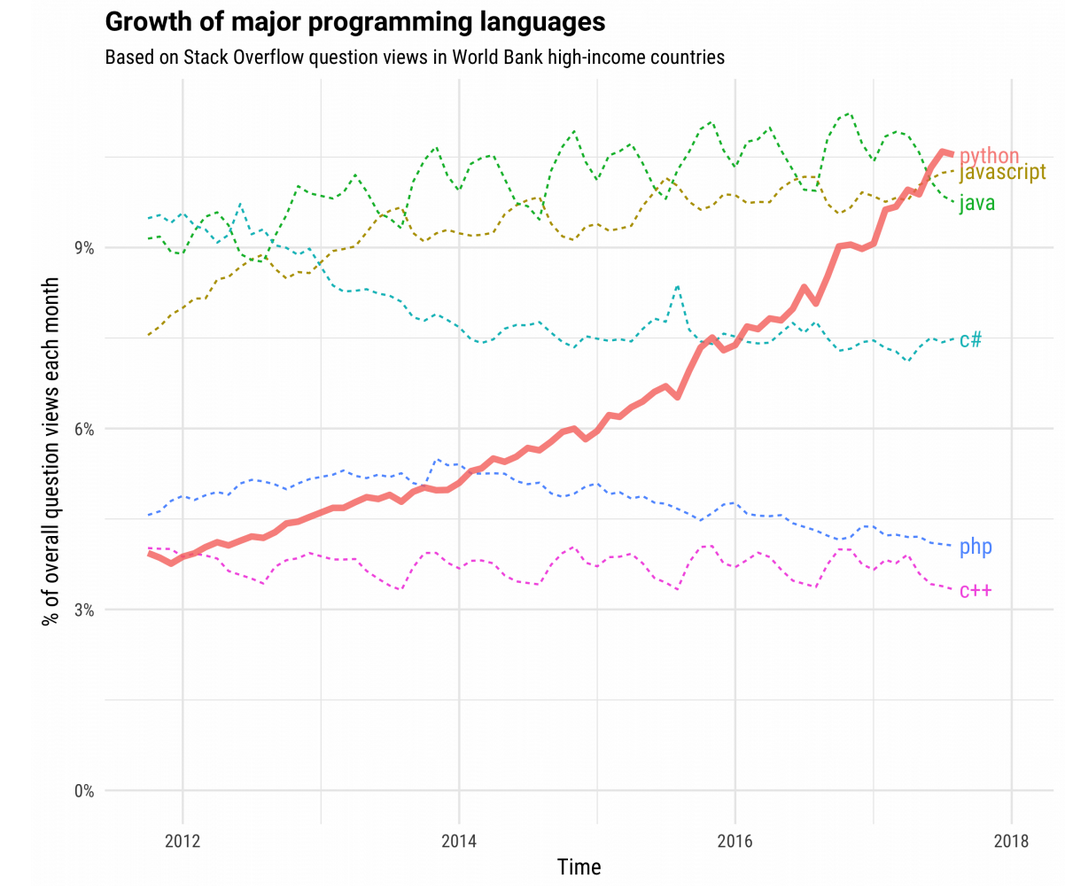 Growth of major programming languages
Based on Stack Overflow question views in World Bank high-income countries
% of overall question views each month
9%
6%
3%
0%
python
javascript
java
c#
php
c++
2012
2014
2016
2018
Time